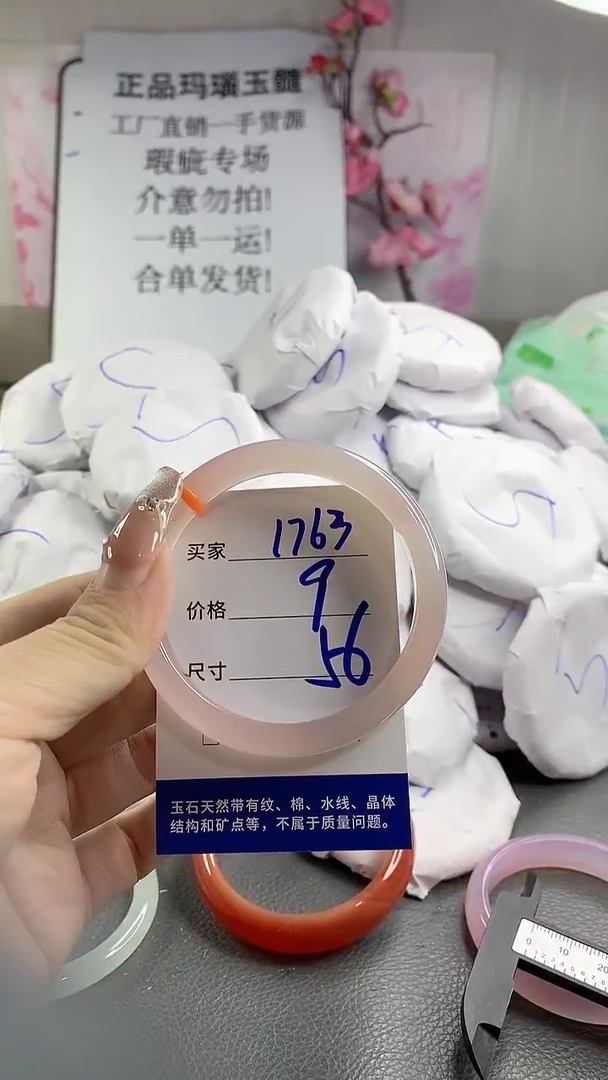 正品玛瑙玉髓
工厂直销一手货源
瑕疵专场
介意勿拍!
一单一运!
合单发货!
买家 1763
价格 9
尺寸 56
玉石天然带有纹、棉、水线、晶体
结构和矿点等，不属于质量问题。
0 10 20